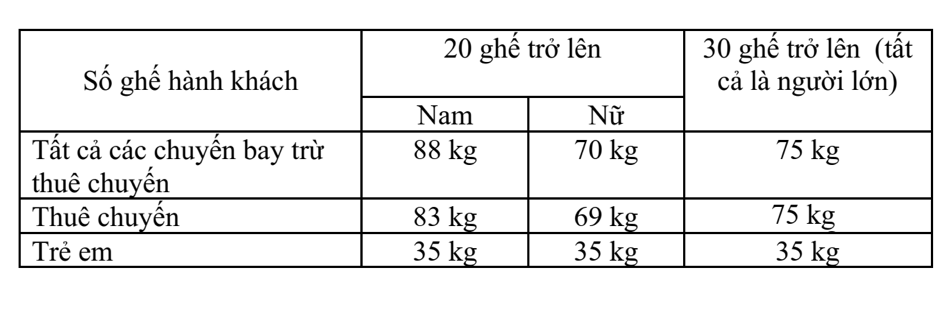 Số ghế hành khách
20 ghế trở lên
30 ghế trở lên (tất
cả là người lớn)
Nam
Nữ
Tất cả các chuyến bay trừ
thuê chuyến
88 kg
70 kg
75 kg
Thuê chuyến
83 kg
69 kg
75 kg
Trẻ em
35 kg
35 kg
35 kg